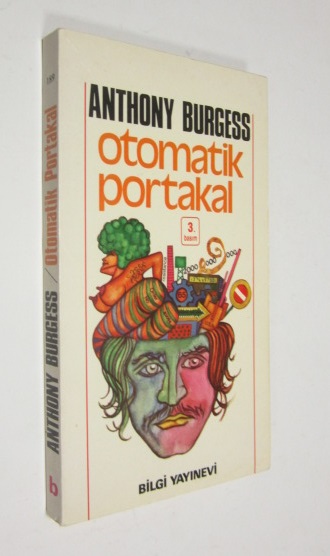 ANTHONY BURGESS
otomatik
portakal
3.
basım
BİLGİ YAYINEVİ
ANTHONY BURGESS / Otomatik Portakal
b